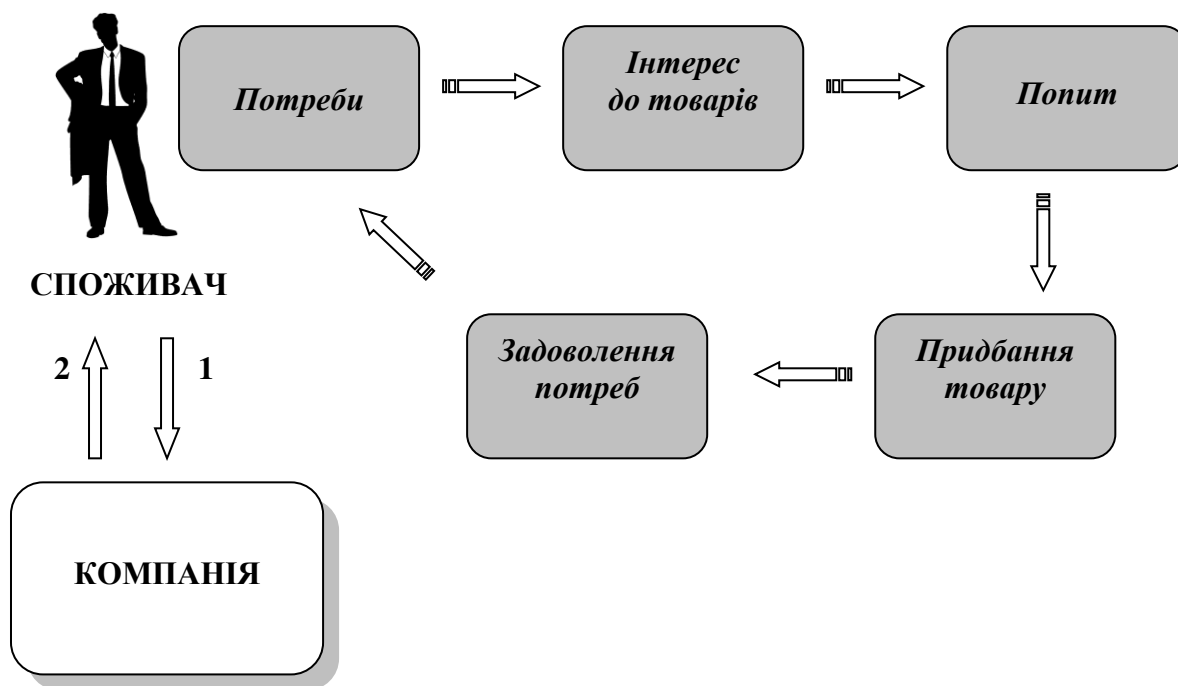 Потреби
Інтерес
до товарів
Попит
СПОЖИВАЧ
2
1
Задоволення
потреб
Придбання
товару
КОМПАНІЯ